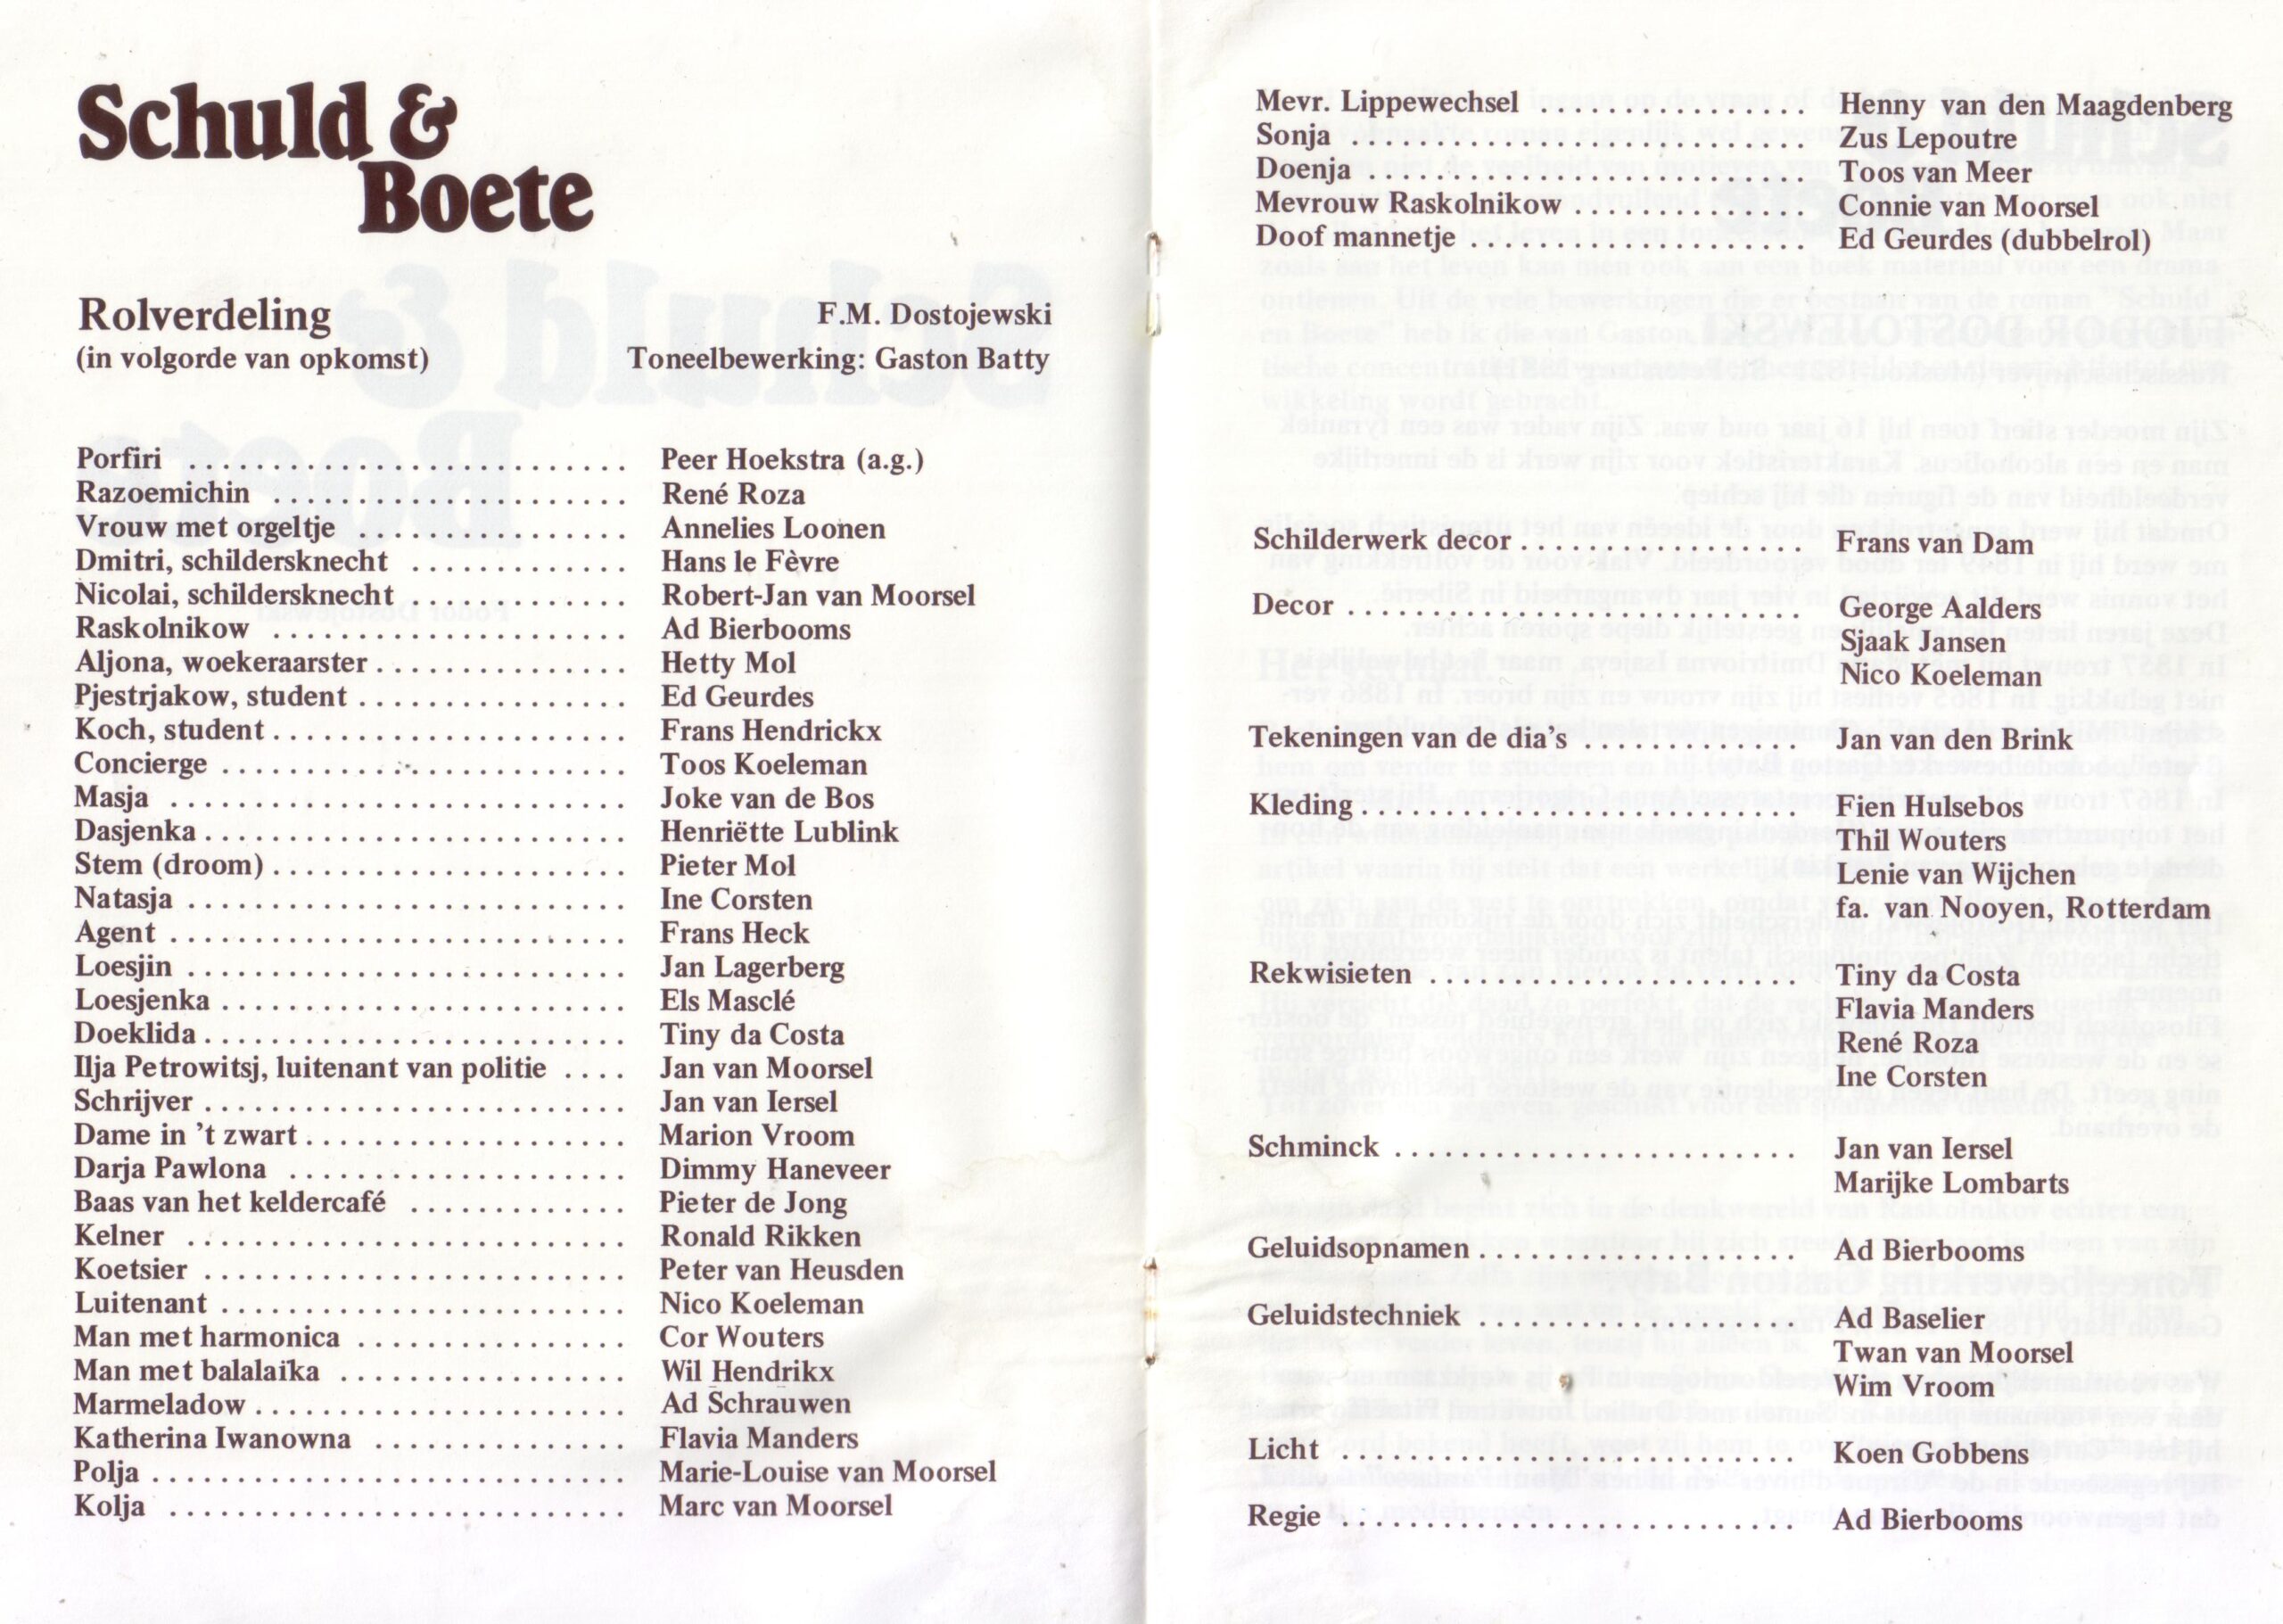 Schuld &
Boete
Rolverdeling F.M. Dostojewski
(in volgorde van opkomst) Toneelbewerking: Gaston Batty
Porfiri . . . . . . . . . . . . . . . . . . . . . . . . . . Peer Hoekstra (a.g.)
Razoemichin . . . . . . . . . . . . . . . . . . . . . René Roza
Vrouw met orgeltje . . . . . . . . . . . . . . . . Annelies Loonen
Dmitri, schildersknecht . . . . . . . . . . . . . Hans le Fèvre
Nicolai, schildersknecht . . . . . . . . . . . . Robert-Jan van Moorsel
Raskolnikow . . . . . . . . . . . . . . . . . . . . . Ad Bierbooms
Aljona, woekeraarster . . . . . . . . . . . . . . . Hetty Mol
Pjestrjakow, student . . . . . . . . . . . . . . . . Ed Geurdes
Koch, student . . . . . . . . . . . . . . . . . . . . . Frans Hendrickx
Concierge . . . . . . . . . . . . . . . . . . . . . . . . Toos Koeleman
Masja . . . . . . . . . . . . . . . . . . . . . . . . . . . Joke van de Bos
Dasjenka . . . . . . . . . . . . . . . . . . . . . . . . . Henriëtte Lublink
Stem (droom) . . . . . . . . . . . . . . . . . . . . . Pieter Mol
Natasja . . . . . . . . . . . . . . . . . . . . . . . . . . Ine Corsten
Agent . . . . . . . . . . . . . . . . . . . . . . . . . . . Frans Heck
Loesjin . . . . . . . . . . . . . . . . . . . . . . . . . . Jan Lagerberg
Loesjenka . . . . . . . . . . . . . . . . . . . . . . . . Els Masclé
Doeklida . . . . . . . . . . . . . . . . . . . . . . . . . Tiny da Costa
Ilja Petrowitsj, luitenant van politie . . . . Jan van Moorsel
Schrijver . . . . . . . . . . . . . . . . . . . . . . . . . Jan van Iersel
Dame in ’t zwart . . . . . . . . . . . . . . . . . . . Marion Vroom
Darja Pawlona . . . . . . . . . . . . . . . . . . . . Dimmy Haneveer
Baas van het keldercafé . . . . . . . . . . . . . Pieter de Jong
Kelner . . . . . . . . . . . . . . . . . . . . . . . . . . Ronald Rikken
Koetsier . . . . . . . . . . . . . . . . . . . . . . . . . Peter van Heusden
Luitenant . . . . . . . . . . . . . . . . . . . . . . . . Nico Koeleman
Man met harmonica . . . . . . . . . . . . . . . . Cor Wouters
Man met balalaika . . . . . . . . . . . . . . . . . Wil Hendrikx
Marmeladow . . . . . . . . . . . . . . . . . . . . . . Ad Schrauwen
Katherina Iwanowna . . . . . . . . . . . . . . . Flavia Manders
Polja . . . . . . . . . . . . . . . . . . . . . . . . . . . . Marie-Louise van Moorsel
Kolja . . . . . . . . . . . . . . . . . . . . . . . . . . . Marc van Moorsel
Mevr. Lippewechsel . . . . . . . . . . . . . . . . Henny van den Maagdenberg
Sonja . . . . . . . . . . . . . . . . . . . . . . . . . . . Zus Lepoutre
Doenja . . . . . . . . . . . . . . . . . . . . . . . . . . Toos van Meer
Mevrouw Raskolnikow . . . . . . . . . . . . . . Connie van Moorsel
Doof mannetje . . . . . . . . . . . . . . . . . . . . Ed Geurdes (dubbelrol)
Schilderwerk decor . . . . . . . . . . . . . . . . . Frans van Dam
Decor . . . . . . . . . . . . . . . . . . . . . . . . . . . George Aalders
Sjaak Jansen
Nico Koeleman
Tekeningen van de dia’s . . . . . . . . . . . . . Jan van den Brink
Kleding . . . . . . . . . . . . . . . . . . . . . . . . . . Fien Hulsebos
Thil Wouters
Lenie van Wijchen
fa. van Nooyen, Rotterdam
Rekwisieten . . . . . . . . . . . . . . . . . . . . . . Tiny da Costa
Flavia Manders
René Roza
Ine Corsten
Schminck . . . . . . . . . . . . . . . . . . . . . . . . Jan van Iersel
Marijke Lombarts
Geluidsopnamen . . . . . . . . . . . . . . . . . . . Ad Bierbooms
Geluidstechniek . . . . . . . . . . . . . . . . . . . Ad Baselier
Twan van Moorsel
Wim Vroom
Licht . . . . . . . . . . . . . . . . . . . . . . . . . . . Koen Gobbens
Regie . . . . . . . . . . . . . . . . . . . . . . . . . . . Ad Bierbooms